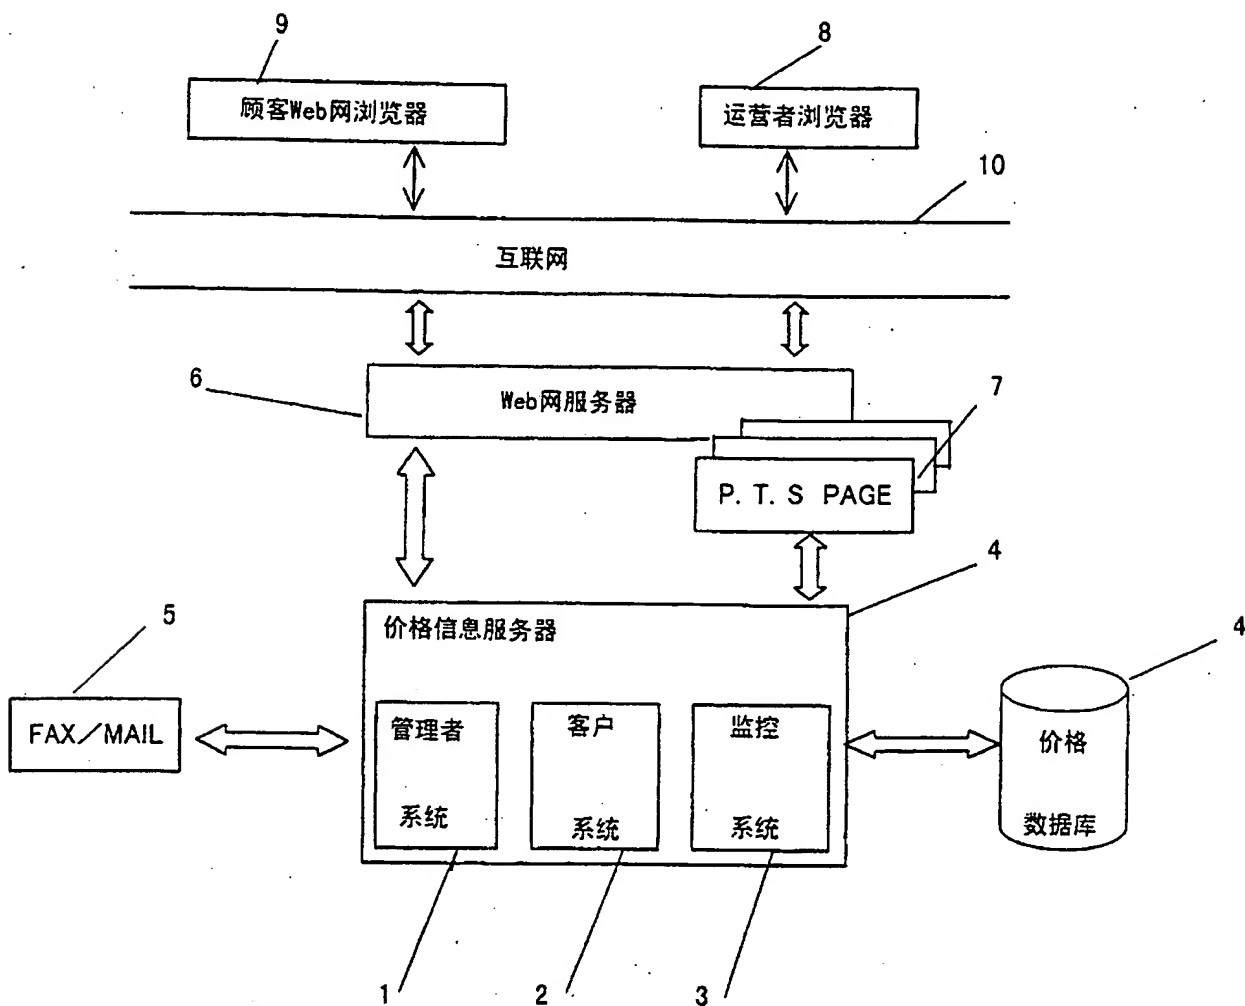 9
8
顾客Web网浏览器
运营者浏览器
10
互联网
6
Web网服务器
7
P. T. S PAGE
4
价格信息服务器
5
4
FAX／MAIL
管理者
系统
客户
系统
监控
系统
价格
数据库
1
2
3